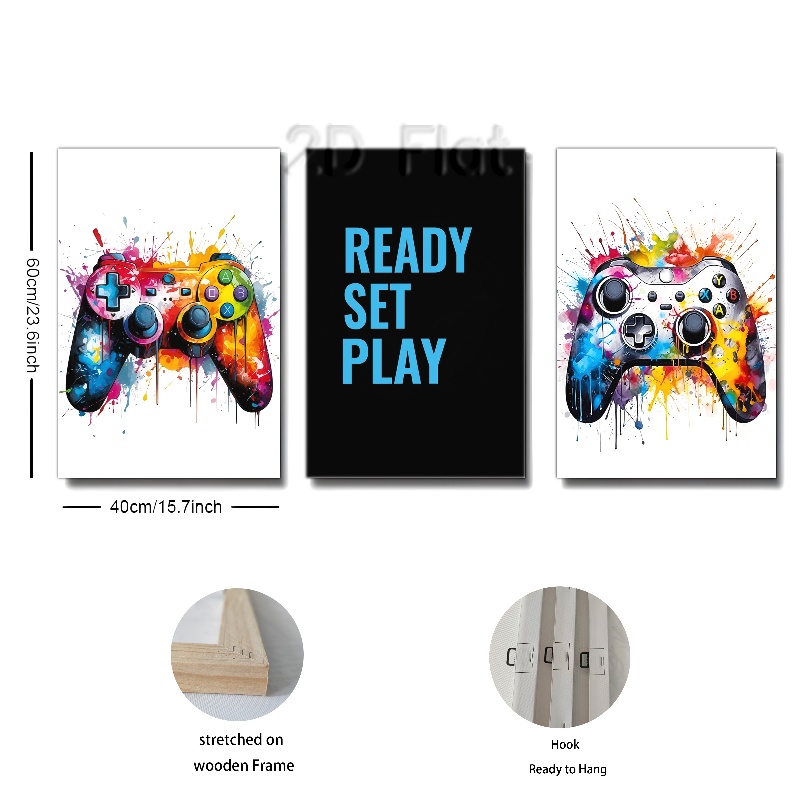 2D Flat
60cm/23.6inch
READY
SET
PLAY
Y
X
B
A
40cm/15.7inch
stretched on
wooden Frame
Hook
Ready to Hang